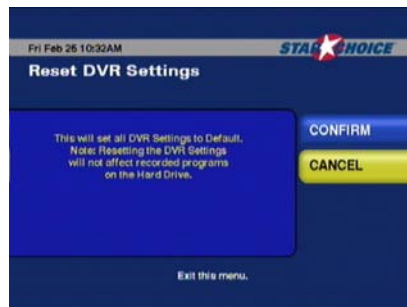 Fri Feb 26 10:32AM
STAR CHOICE
Reset DVR Settings
This will set all DVR Settings to Default.
Note: Resetting the DVR Settings
will not affect recorded programs
on the Hard Drive.
CONFIRM
CANCEL
Exit this menu.